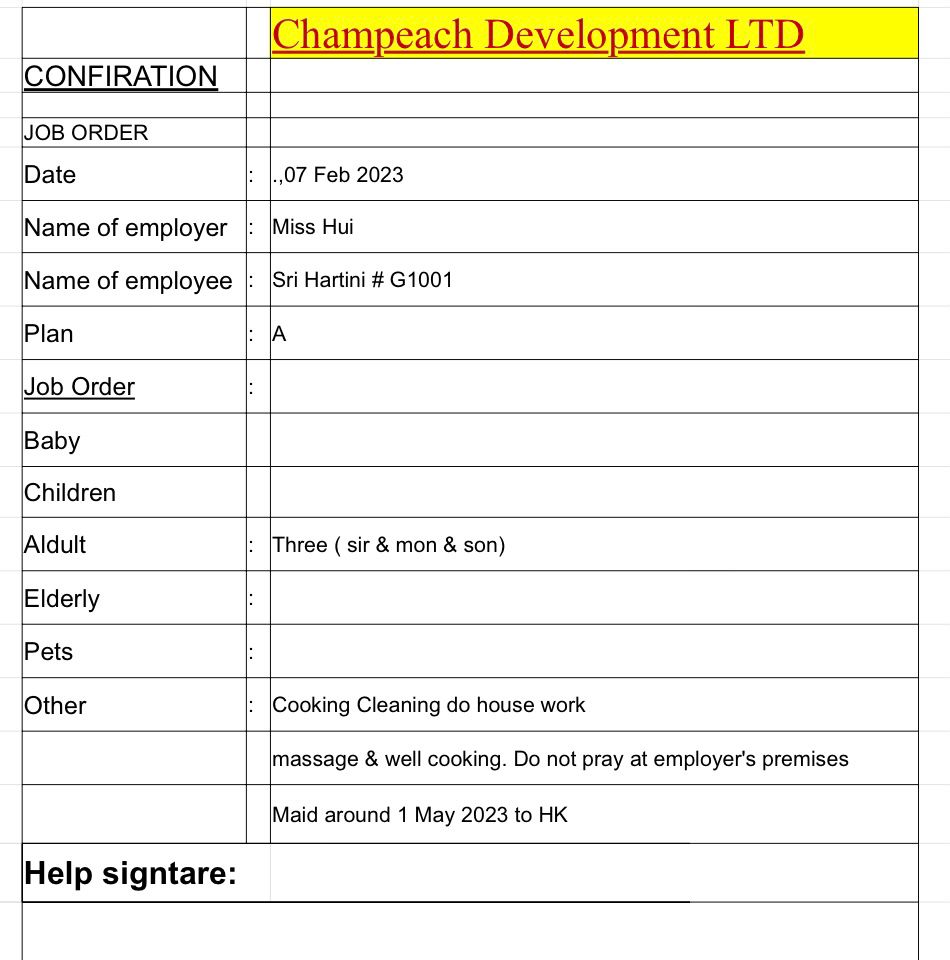 Champeach Development LTD
CONFIRATION
JOB ORDER
Date : .,07 Feb 2023
Name of employer : Miss Hui
Name of employee : Sri Hartini # G1001
Plan : A
Job Order :
Baby
Children
Aldult : Three ( sir & mon & son)
Elderly :
Pets :
Other : Cooking Cleaning do house work
massage & well cooking. Do not pray at employer's premises
Maid around 1 May 2023 to HK
Help signtare: